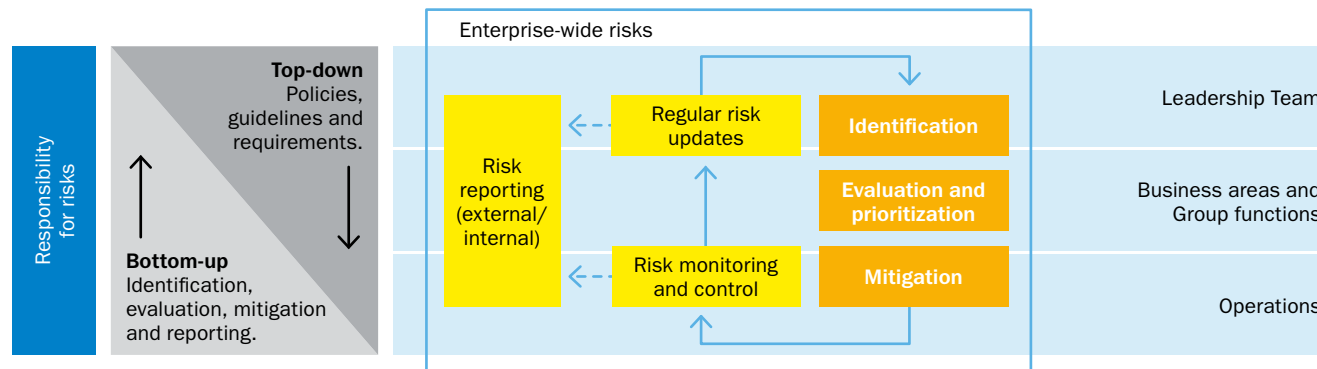 Enterprise-wide risks
Responsibility
for risks
Top-down
Policies,
guidelines and
requirements.
Bottom-up
Identification,
evaluation, mitigation
and reporting.
Risk
reporting
(external/
internal)
Regular risk
updates
Risk monitoring
and control
Identification
Evaluation and
prioritization
Mitigation
Leadership Team
Business areas and
Group functions
Operations